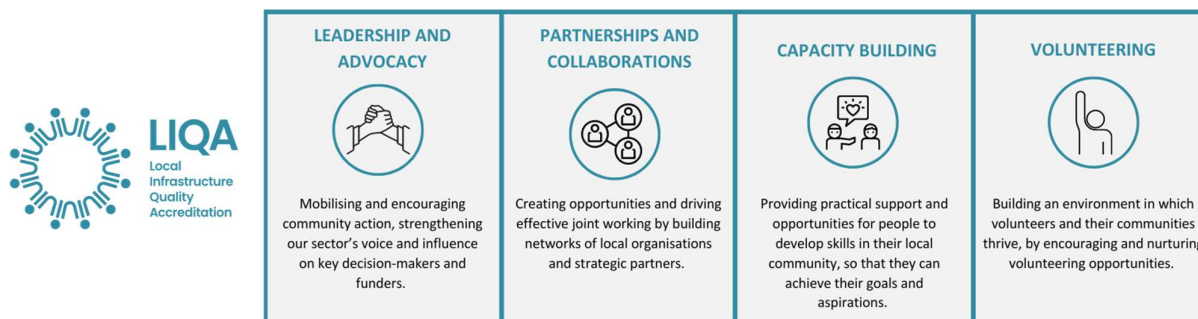 LIQA
Local
Infrastructure
Quality
Accreditation
LEADERSHIP AND
ADVOCACY
Mobilising and encouraging
community action, strengthening
our sector's voice and influence
on key decision-makers and
funders.
PARTNERSHIPS AND
COLLABORATIONS
Creating opportunities and driving
effective joint working by building
networks of local organisations
and strategic partners.
CAPACITY BUILDING
Providing practical support and
opportunities for people to
develop skills in their local
community, so that they can
achieve their goals and
aspirations.
VOLUNTEERING
Building an environment in which
volunteers and their communities
thrive, by encouraging and nurturing
volunteering opportunities.